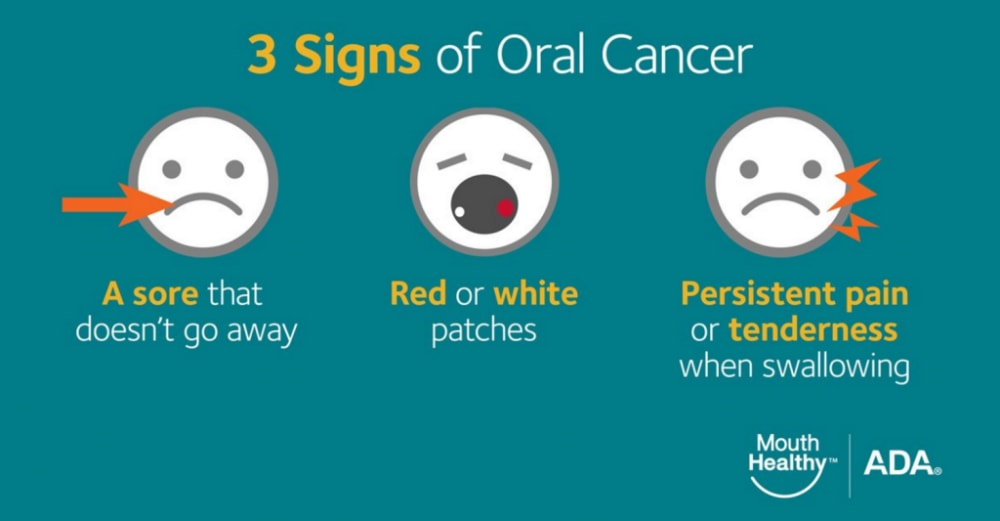 3 Signs of Oral Cancer
A sore that
doesn't go away
Red or white
patches
Persistent pain
or tenderness
when swallowing
Mouth
Healthy™
ADA®